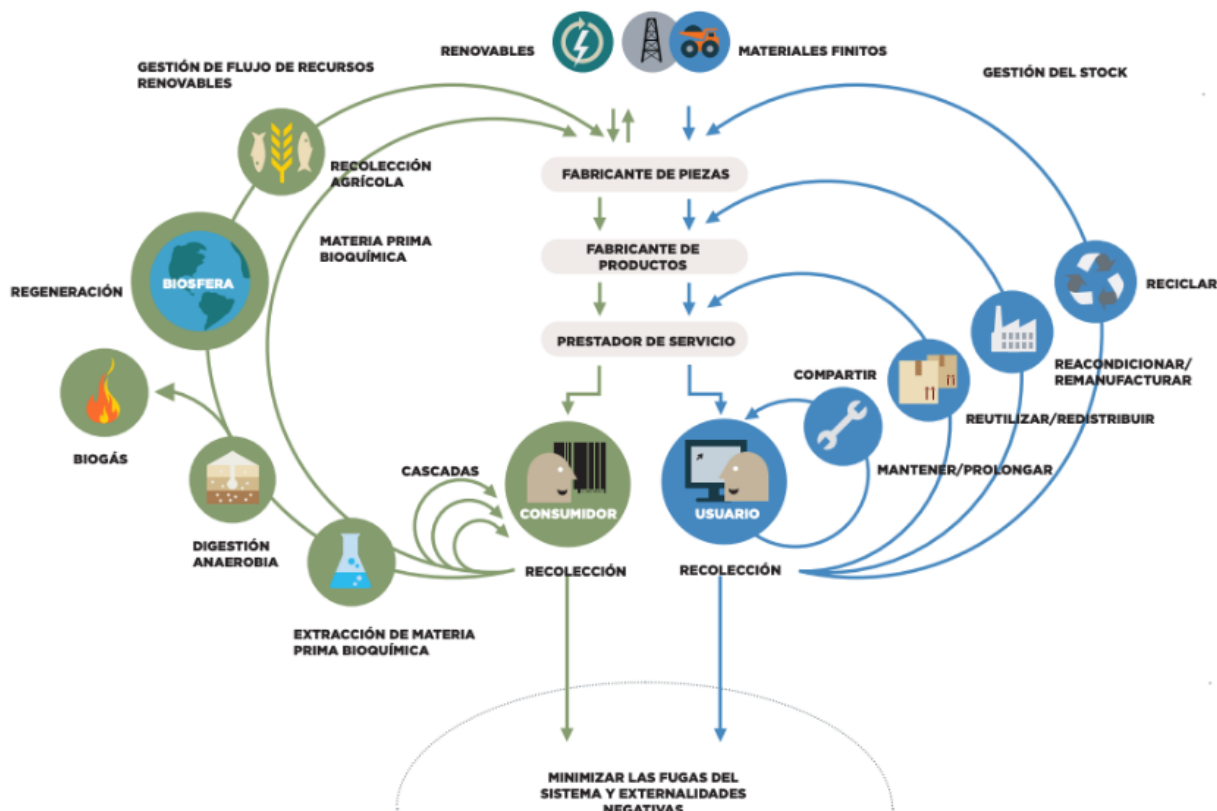 RENOVABLES
MATERIALES FINITOS
GESTIÓN DE FLUJO DE RECURSOS
RENOVABLES
GESTIÓN DEL STOCK
RECOLECCIÓN
AGRÍCOLA
FABRICANTE DE PIEZAS
MATERIA PRIMA
BIOQUÍMICA
FABRICANTE DE
PRODUCTOS
REGENERACIÓN
BIOSFERA
RECICLAR
PRESTADOR DE SERVICIO
COMPARTIR
REACONDICIONAR/
REMANUFACTURAR
REUTILIZAR/REDISTRIBUIR
BIOGÁS
CASCADAS
MANTENER/PROLONGAR
CONSUMIDOR
USUARIO
DIGESTIÓN
ANAEROBIA
RECOLECCIÓN
RECOLECCIÓN
EXTRACCIÓN DE MATERIA
PRIMA BIOQUÍMICA
MINIMIZAR LAS FUGAS DEL
SISTEMA Y EXTERNALIDADES
NEGATIVAS